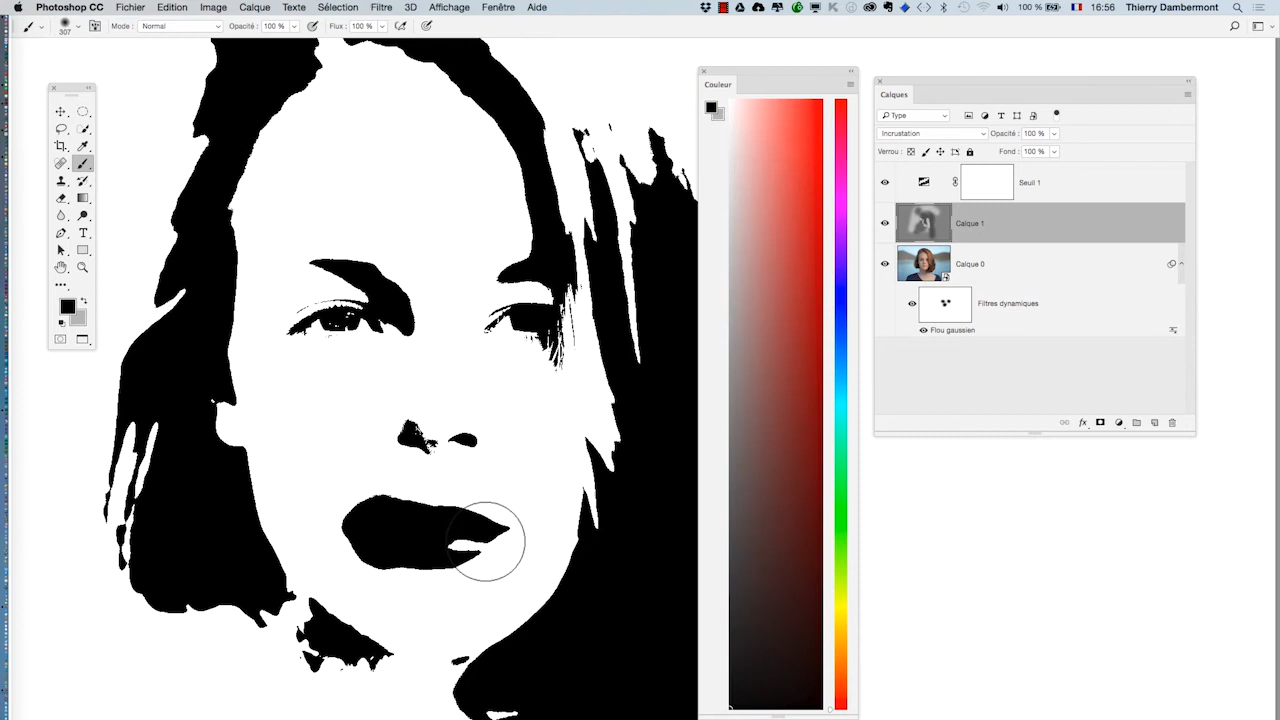 Photoshop CC Fichier Edition Image Calque Texte Sélection Filtre 3D Affichage Fenêtre Aide 100 % 16:56 Thierry Dambermont
307 Mode : Normal Opacité : 100 % Flux : 100 %
Couleur
Calques
Type
Incrustation Opacité : 100 %
Verrou : Fond : 100 %
Seuil 1
Calque 1
Calque 0
Filtres dynamiques
Flou gaussien